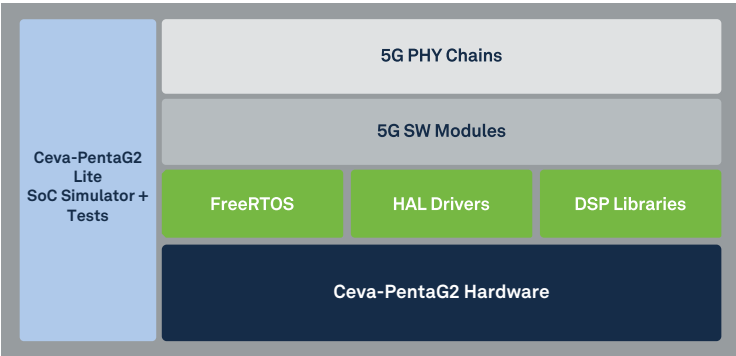 Ceva-PentaG2
Lite
SoC Simulator +
Tests
5G PHY Chains
5G SW Modules
FreeRTOS
HAL Drivers
DSP Libraries
Ceva-PentaG2 Hardware